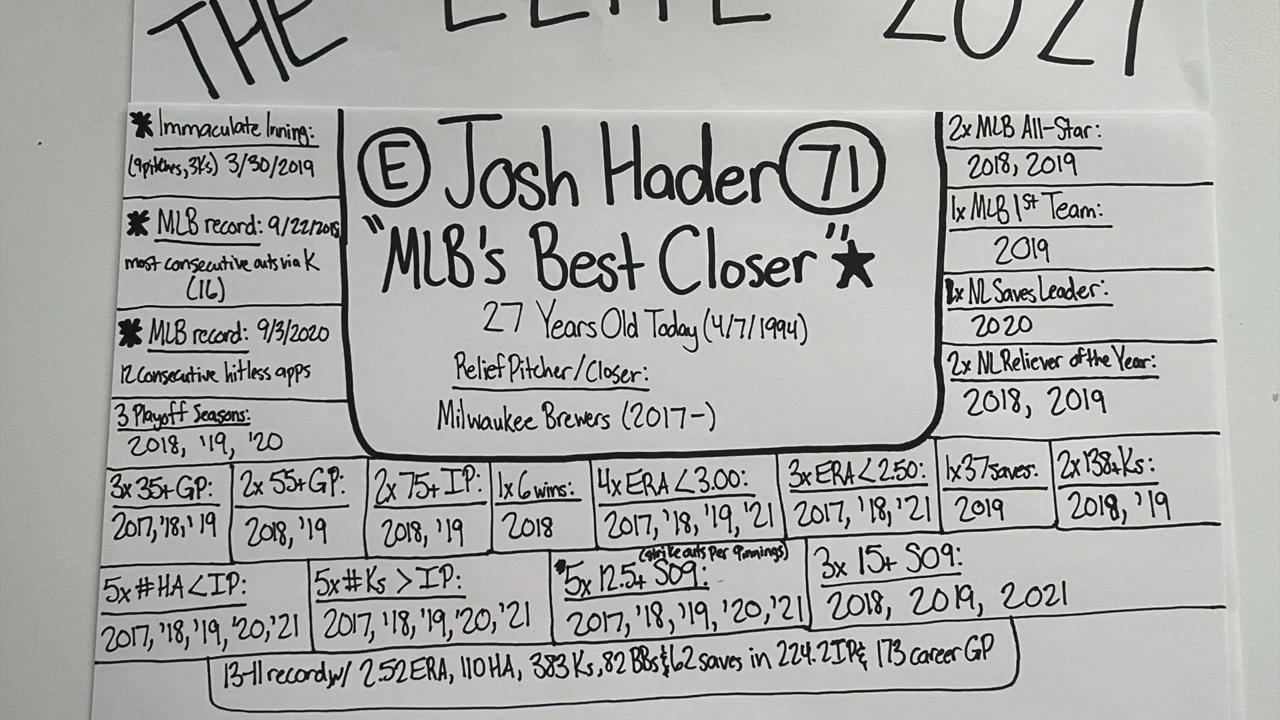 THE ELITE 2021
* Immaculate Inning:
(9pitches, 3Ks) 3/30/2019
* MLB record: 9/22/2018
most consecutive outs via K
(16)
* MLB record: 9/3/2020
12 consecutive hitless apps
3 Playoff Seasons:
2018, '19, '20
E Josh Hader 71
"MLB's Best Closer" ★
27 Years Old Today (4/7/1994)
Relief Pitcher/Closer:
Milwaukee Brewers (2017-)
2x MLB All-Star:
2018, 2019
1x MLB 1st Team:
2019
1x NL Saves Leader:
2020
2x NL Reliever of the Year:
2018, 2019
3x 35+ GP:
2017, '18, '19
2x 55+ GP:
2018, '19
2x 75+ IP:
2018, '19
1x 6 wins:
2018
4x ERA < 3.00:
2017, '18, '19, '21
3x ERA < 2.50:
2017, '18, '21
1x 37 saves:
2019
2x 138+ Ks:
2018, '19
5x #HA < IP:
2017, '18, '19, '20, '21
5x #Ks > IP:
2017, '18, '19, '20, '21
(strikeouts per 9 innings)
*5x 12.5+ SO9:
2017, '18, '19, '20, '21
3x 15+ SO9:
2018, 2019, 2021
13-11 record, w/ 2.52 ERA, 110 HA, 383 Ks, 82 BBs & 62 saves in 224.2 IP & 173 career GP